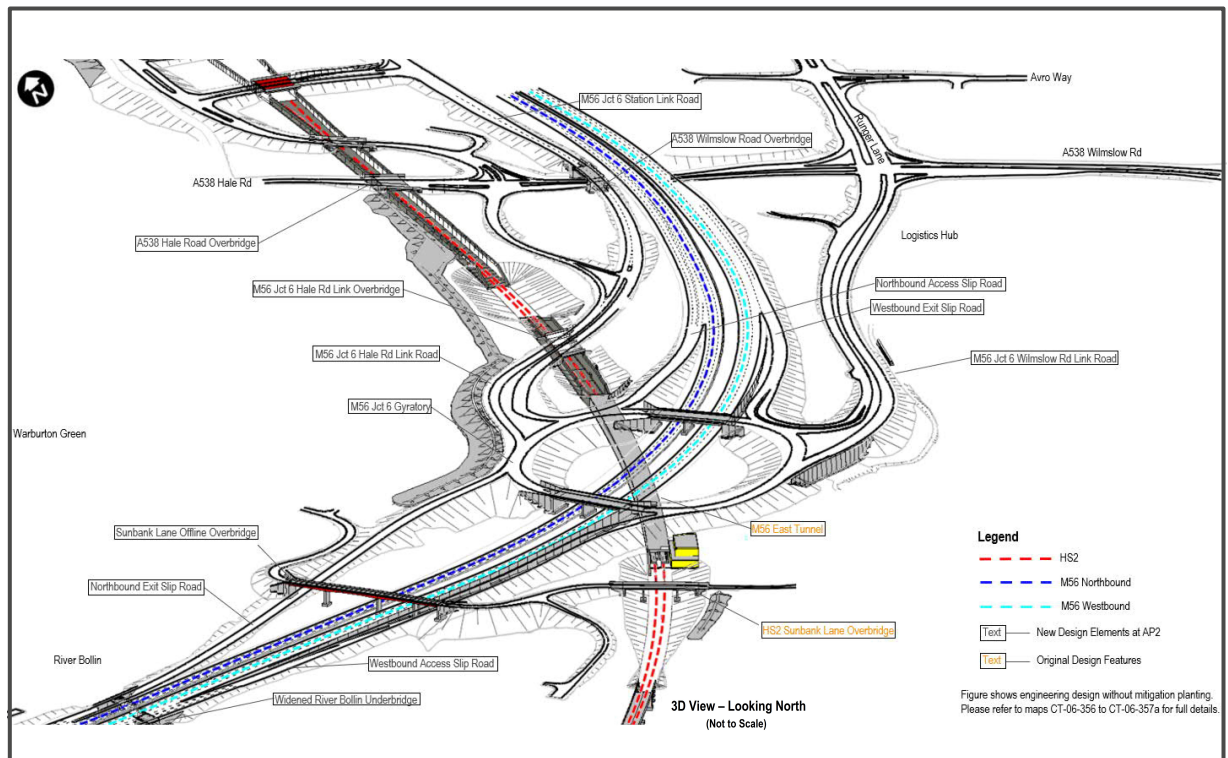 N
Avro Way
M56 Jct 6 Station Link Road
Runger Lane
A538 Wilmslow Road Overbridge
A538 Wilmslow Rd
A538 Hale Rd
A538 Hale Road Overbridge
Logistics Hub
M56 Jct 6 Hale Rd Link Overbridge
Northbound Access Slip Road
Westbound Exit Slip Road
M56 Jct 6 Hale Rd Link Road
M56 Jct 6 Wilmslow Rd Link Road
M56 Jct 6 Gyratory
Warburton Green
Sunbank Lane Offline Overbridge
M56 East Tunnel
Northbound Exit Slip Road
HS2 Sunbank Lane Overbridge
River Bollin
Westbound Access Slip Road
Widened River Bollin Underbridge
3D View – Looking North
(Not to Scale)
Legend
HS2
M56 Northbound
M56 Westbound
Text New Design Elements at AP2
Text Original Design Features
Figure shows engineering design without mitigation planting.
Please refer to maps CT-06-356 to CT-06-357a for full details.